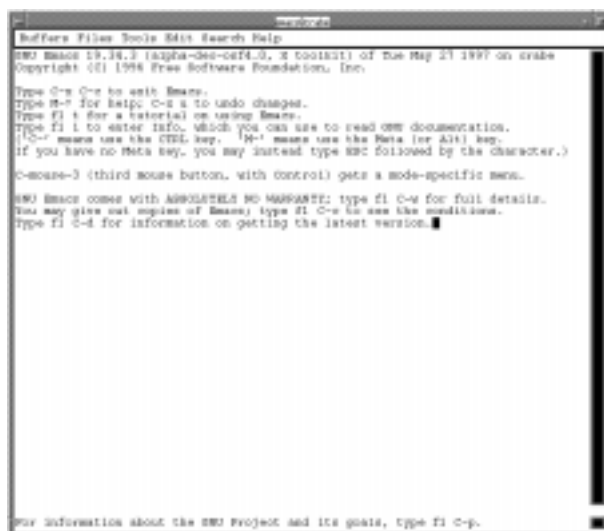 Buffers Files Tools Edit Search Help
GNU Emacs 19.34.2 (alpha-dec-osf4.0, X toolkit) of Tue May 27 1997 on
Copyright (C) 1996 Free Software Foundation, Inc.
Type C-x C-c to exit Emacs.
Type for help; C-x u to undo changes.
Type f1 t for a tutorial on using Emacs.
Type f1 i to enter Info, which you can use to read GNU documentation.
('C-' means use the CTRL key. 'M-' means use the Meta (or Alt) key.
If you have no Meta key, you may instead type ESC followed by the character.)
C-mouse-3 (third mouse button, with Control) gets a mode-specific menu.
GNU Emacs comes with ABSOLUTELY NO WARRANTY; type f1 C-w for full details.
You may give out copies of Emacs; type f1 C-c to see the conditions.
Type f1 C-d for information on getting the latest version.
For information about the GNU Project and its goals, type f1 C-p.